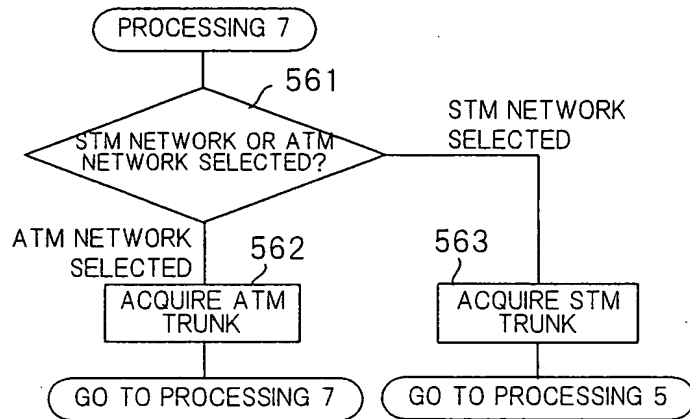 PROCESSING 7
561
STM NETWORK OR ATM
NETWORK SELECTED?
STM NETWORK
SELECTED
ATM NETWORK
SELECTED
562
ACQUIRE ATM
TRUNK
563
ACQUIRE STM
TRUNK
GO TO PROCESSING 7
GO TO PROCESSING 5